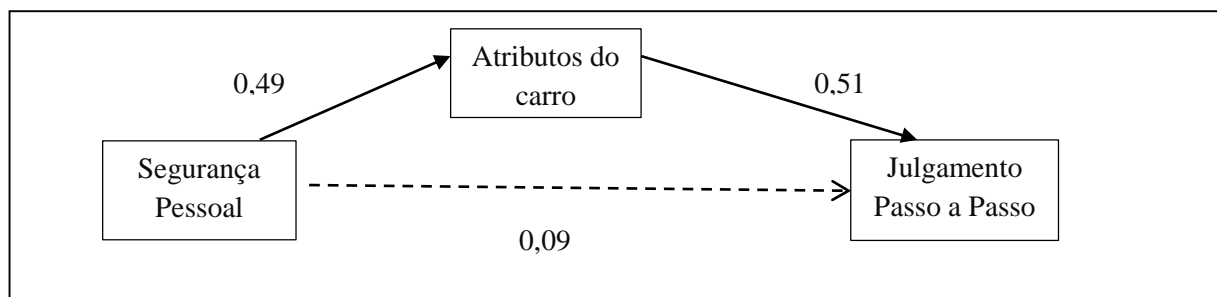 Atributos do
carro
0,49
0,51
Segurança
Pessoal
Julgamento
Passo a Passo
0,09